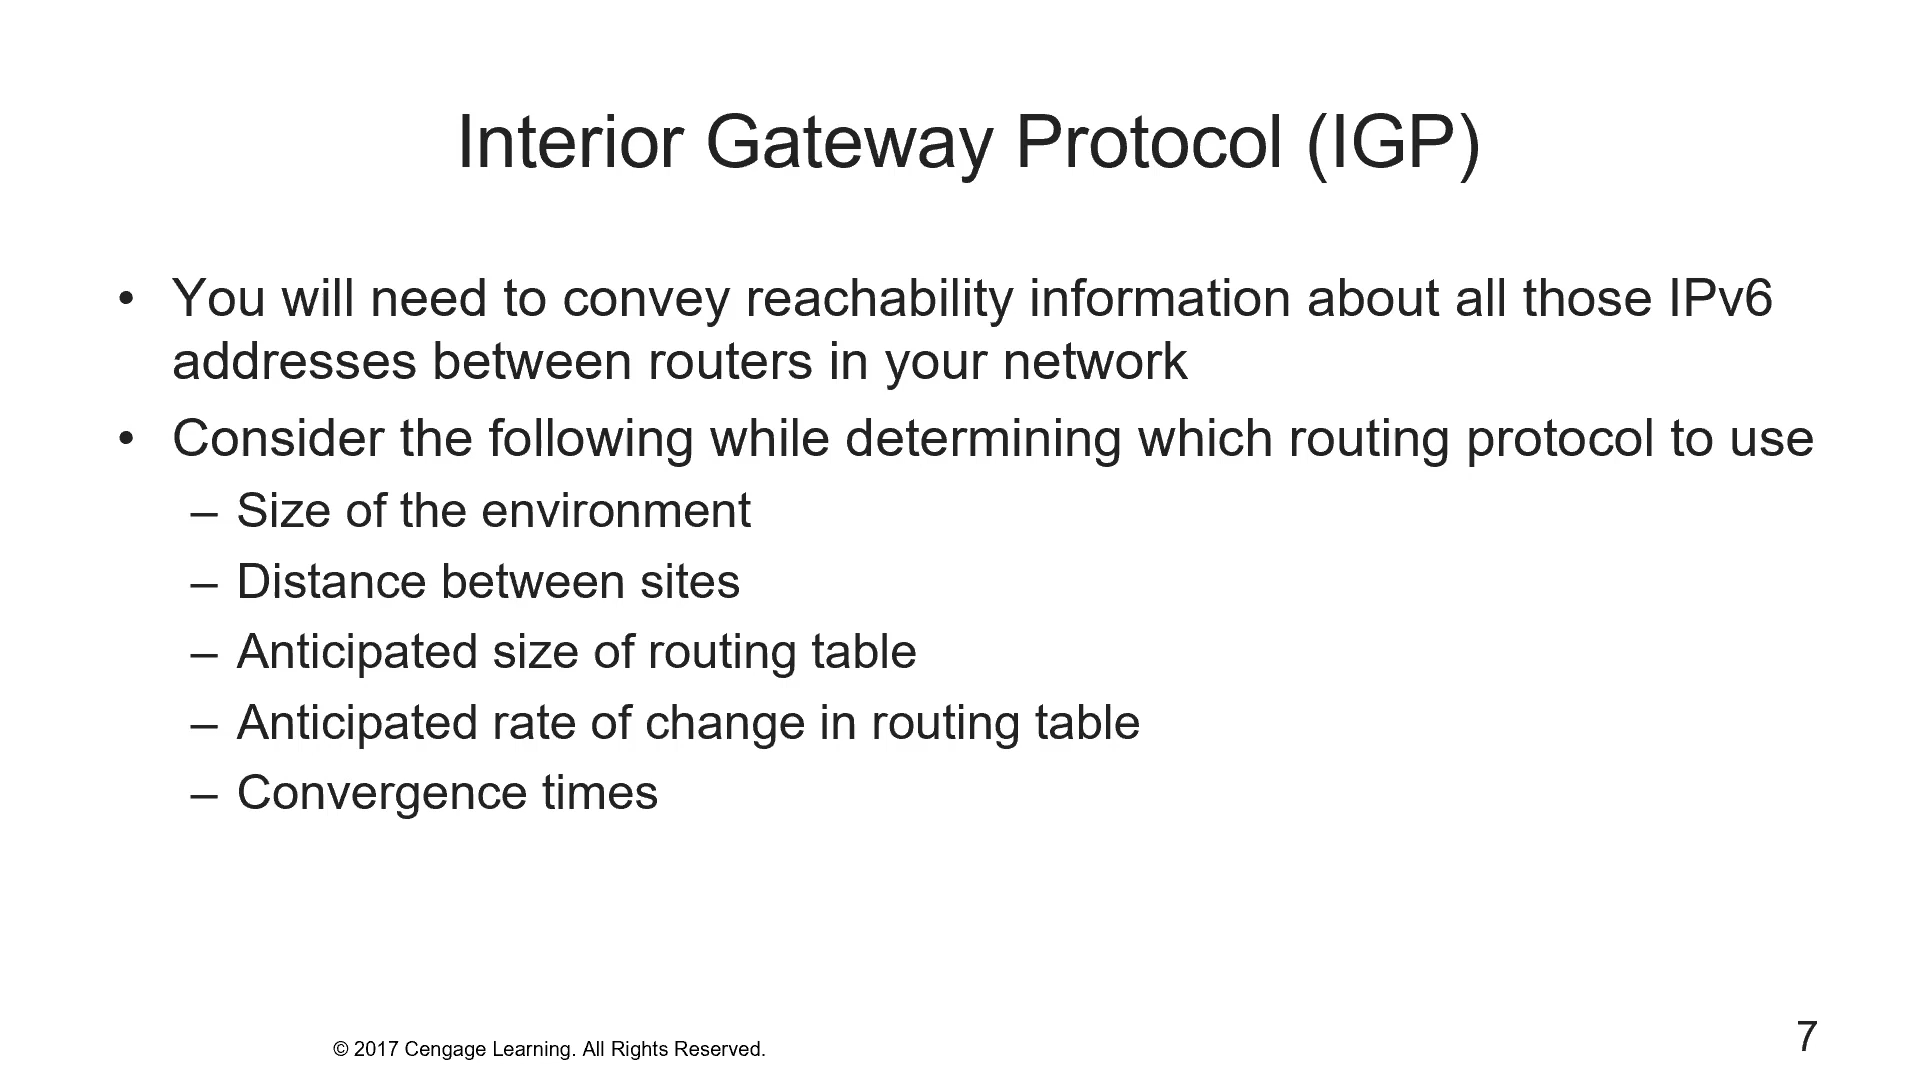 Interior Gateway Protocol (IGP)
• You will need to convey reachability information about all those IPv6
addresses between routers in your network
• Consider the following while determining which routing protocol to use
– Size of the environment
– Distance between sites
– Anticipated size of routing table
– Anticipated rate of change in routing table
– Convergence times
© 2017 Cengage Learning. All Rights Reserved.
7